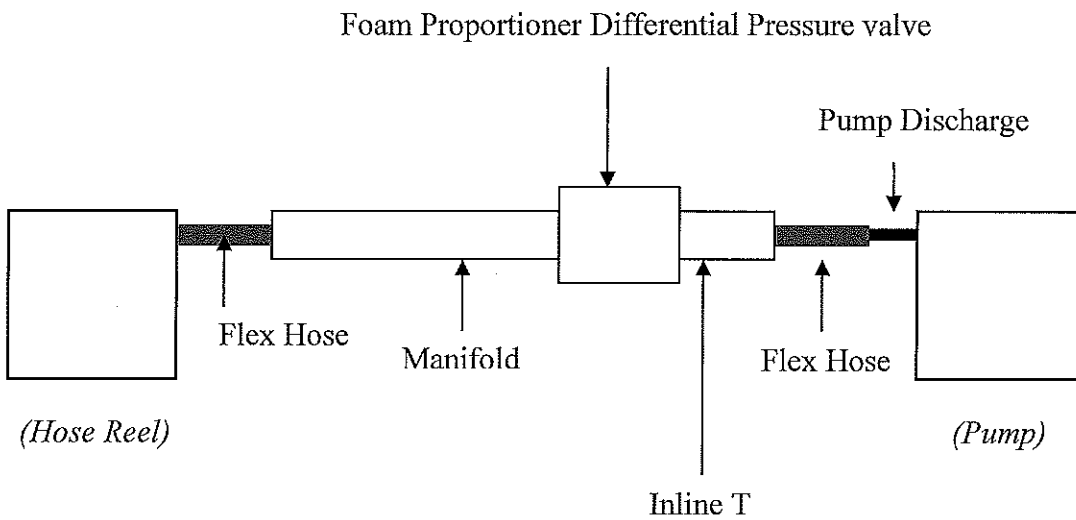 Foam Proportioner Differential Pressure valve
Pump Discharge
Flex Hose
Manifold
Flex Hose
(Hose Reel)
(Pump)
Inline T